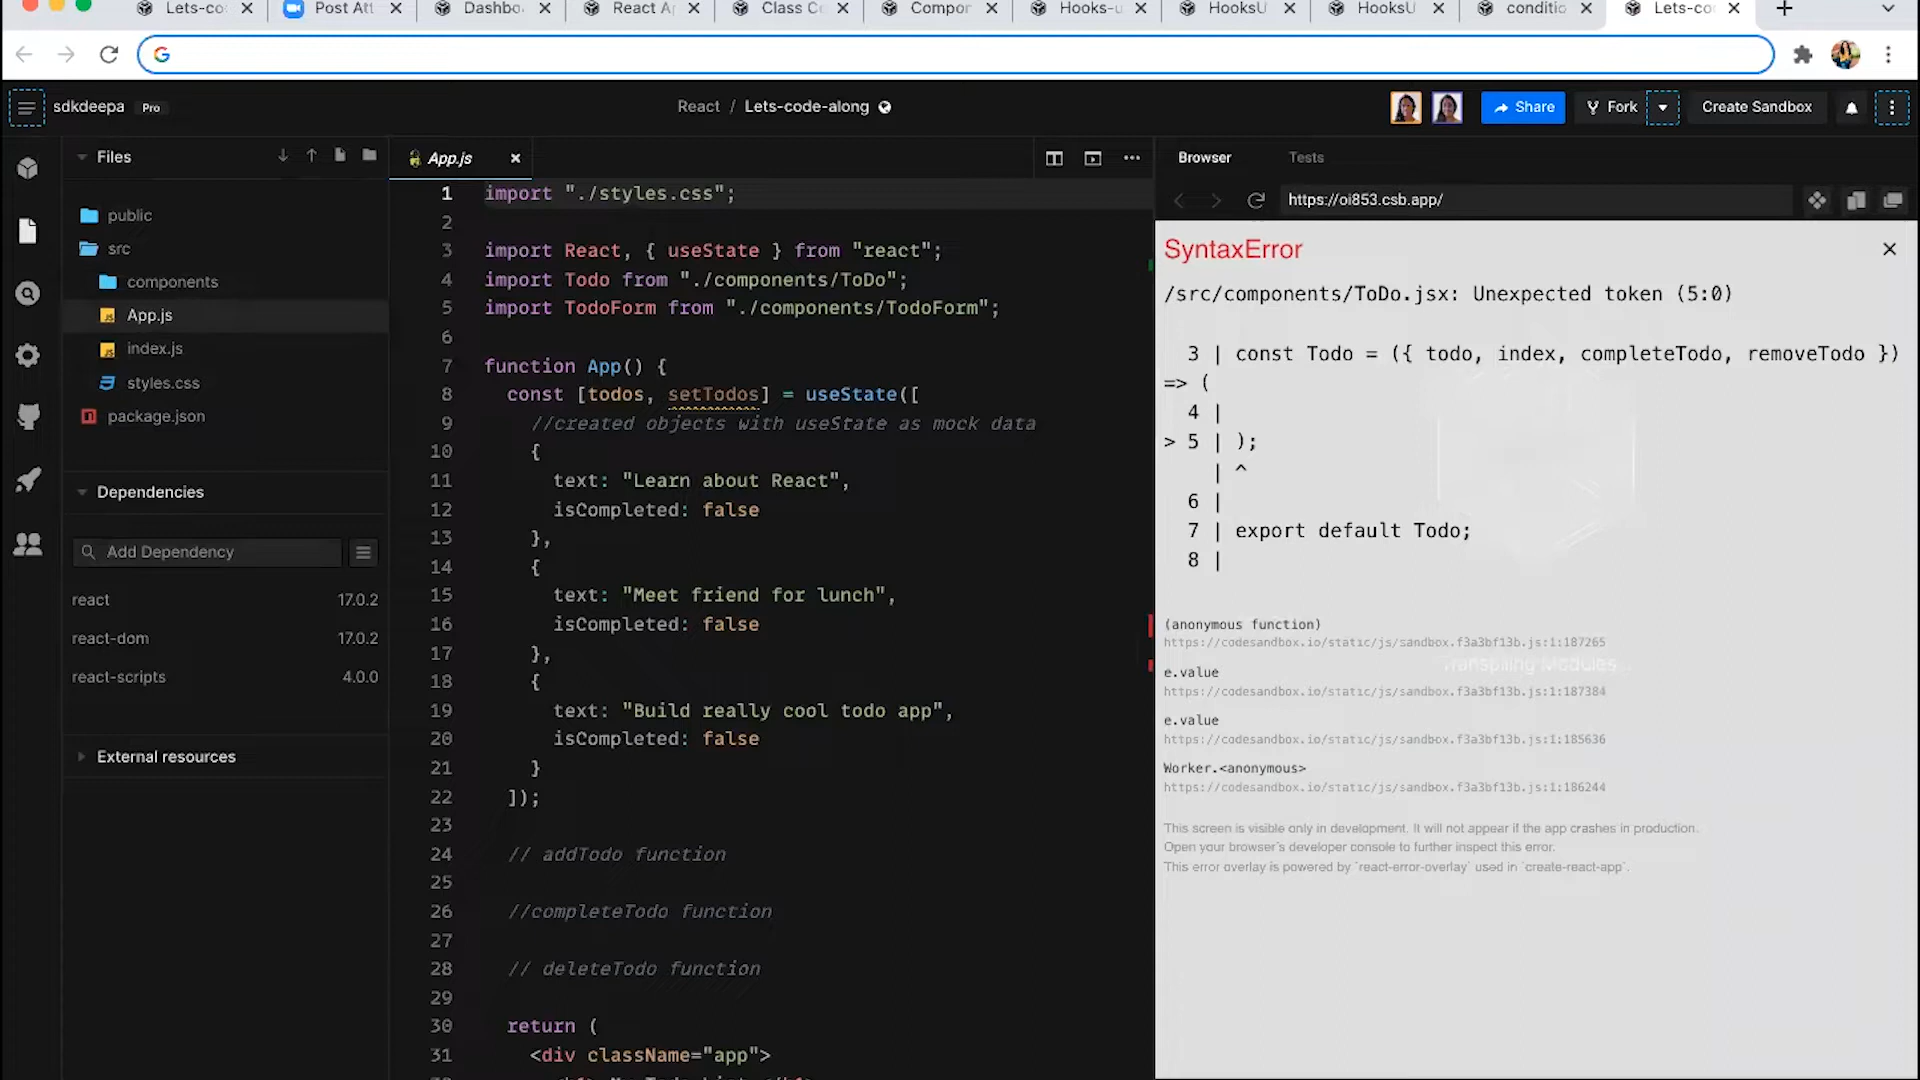 Lets-co
Post Att
Dashbo
React A
Class C
Compor
Hooks-u
HooksU
HooksU
conditio
Lets-co
sdkdeepa Pro
React / Lets-code-along
Share
Fork
Create Sandbox
Files
public
src
components
App.js
index.js
styles.css
package.json
Dependencies
Add Dependency
react 17.0.2
react-dom 17.0.2
react-scripts 4.0.0
External resources
App.js
1 import "./styles.css";
2
3 import React, { useState } from "react";
4 import Todo from "./components/ToDo";
5 import TodoForm from "./components/TodoForm";
6
7 function App() {
8 const [todos, setTodos] = useState([
9 //created objects with useState as mock data
10 {
11 text: "Learn about React",
12 isCompleted: false
13 },
14 {
15 text: "Meet friend for lunch",
16 isCompleted: false
17 },
18 {
19 text: "Build really cool todo app",
20 isCompleted: false
21 }
22 ]);
23
24 // addTodo function
25
26 //completeTodo function
27
28 // deleteTodo function
29
30 return (
31 <div className="app">
Browser Tests
https://oi853.csb.app/
SyntaxError
/src/components/ToDo.jsx: Unexpected token (5:0)
3 | const Todo = ({ todo, index, completeTodo, removeTodo })
=> (
4 |
> 5 | );
| ^
6 |
7 | export default Todo;
8 |
(anonymous function)
https://codesandbox.io/static/js/sandbox.f3a3bf13b.js:1:187265
Transpiling Modules...
e.value
https://codesandbox.io/static/js/sandbox.f3a3bf13b.js:1:187384
e.value
https://codesandbox.io/static/js/sandbox.f3a3bf13b.js:1:185636
Worker.<anonymous>
https://codesandbox.io/static/js/sandbox.f3a3bf13b.js:1:186244
This screen is visible only in development. It will not appear if the app crashes in production.
Open your browser's developer console to further inspect this error.
This error overlay is powered by `react-error-overlay` used in `create-react-app`.